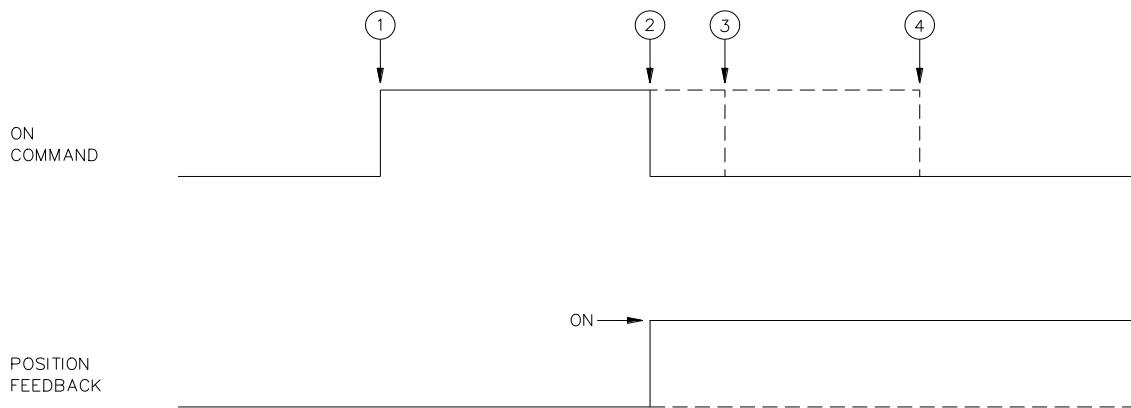 1
2
3
4
ON
COMMAND
ON
POSITION
FEEDBACK